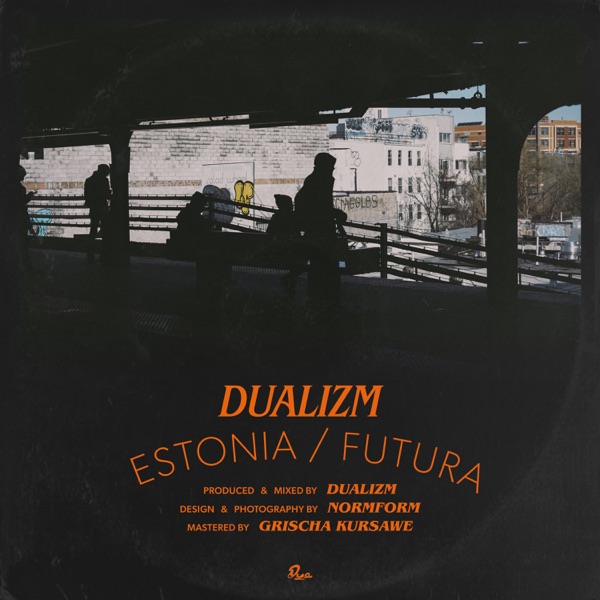 DUALIZM
ESTONIA / FUTURA
PRODUCED & MIXED BY DUALIZM
DESIGN & PHOTOGRAPHY BY NORMFORM
MASTERED BY GRISCHA KURSAWE